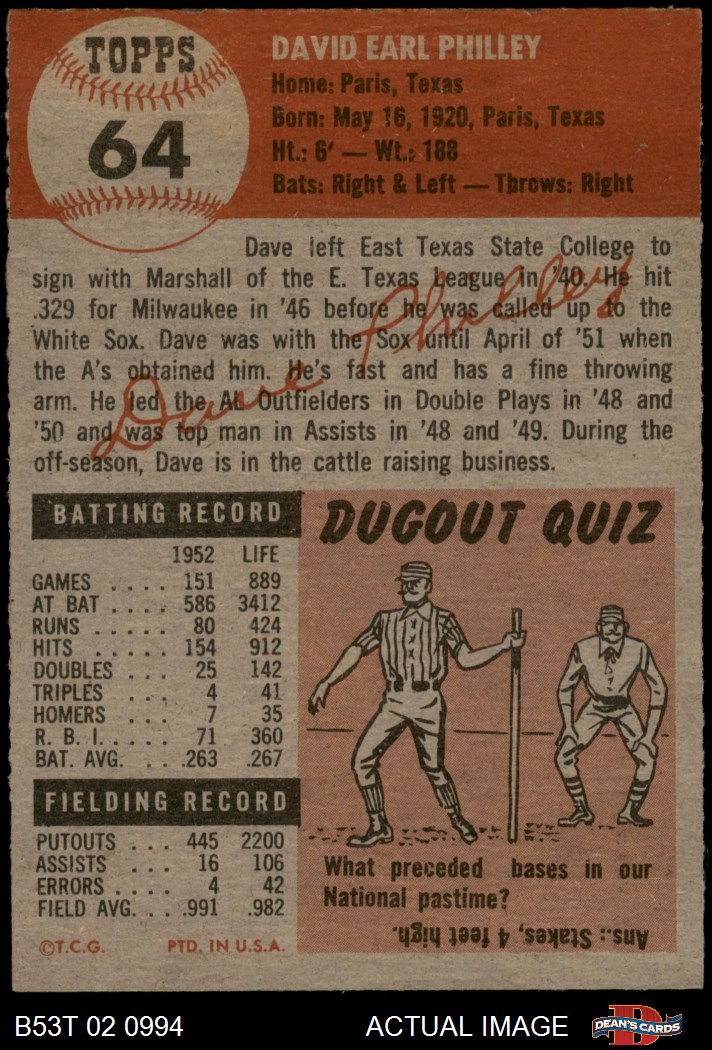 TOPPS
64
DAVID EARL PHILLEY
Home: Paris, Texas
Born: May 16, 1920, Paris, Texas
Ht.: 6' — Wt.: 188
Bats: Right & Left — Throws: Right
Dave left East Texas State College to
sign with Marshall of the E. Texas League in '40. He hit
.329 for Milwaukee in '46 before he was called up to the
White Sox. Dave was with the Sox until April of '51 when
the A's obtained him. He's fast and has a fine throwing
arm. He led the AL Outfielders in Double Plays in '48 and
'50 and was top man in Assists in '48 and '49. During the
off-season, Dave is in the cattle raising business.
Dave Philley
BATTING RECORD
1952 LIFE
GAMES .... 151 889
AT BAT .... 586 3412
RUNS ..... 80 424
HITS ..... 154 912
DOUBLES ... 25 142
TRIPLES ... 4 41
HOMERS ... 7 35
R. B. I. .... 71 360
BAT. AVG. ... .263 .267
FIELDING RECORD
PUTOUTS ... 445 2200
ASSISTS ... 16 106
ERRORS .... 4 42
FIELD AVG. .. .991 .982
©T.C.G. PTD. IN U.S.A.
DUGOUT QUIZ
What preceded bases in our
National pastime?
Ans.: Stakes, 4 feet high.
B53T 02 0994 ACTUAL IMAGE
D
DEAN'S CARDS